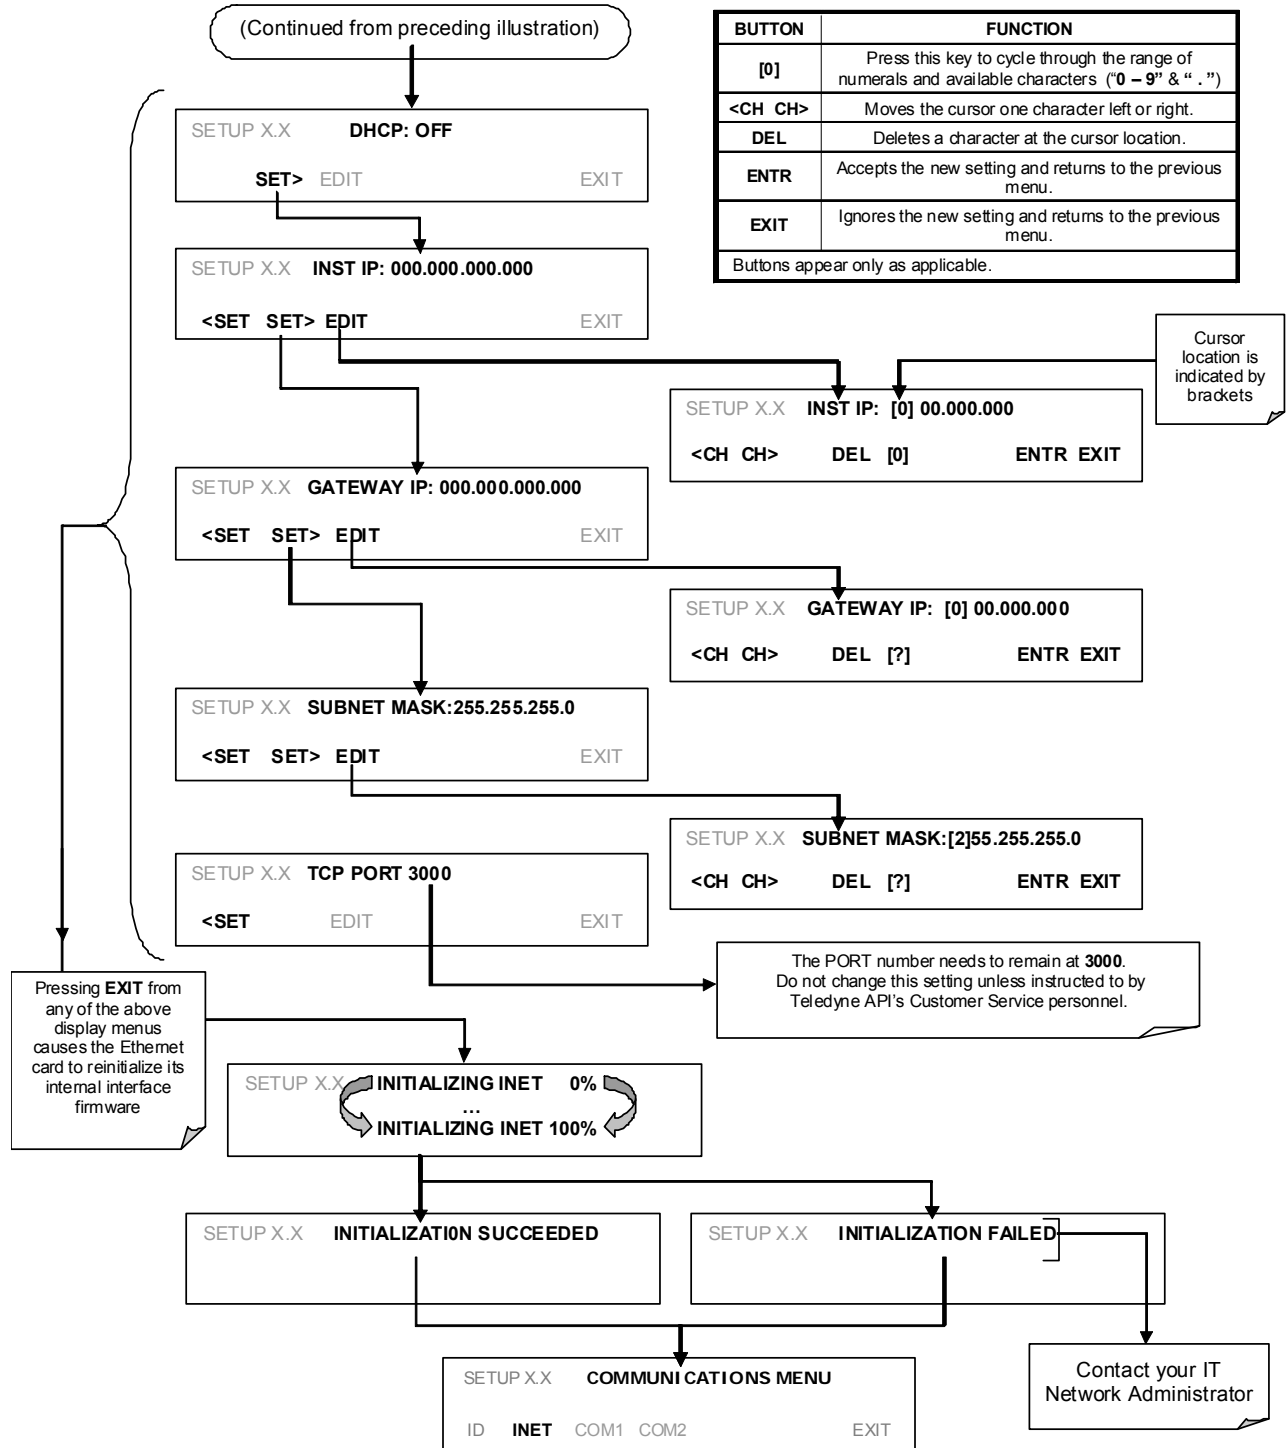 (Continued from preceding illustration)
BUTTON FUNCTION
[0] Press this key to cycle through the range of
numerals and available characters (“0 – 9” & “ . ”)
<CH CH> Moves the cursor one character left or right.
DEL Deletes a character at the cursor location.
ENTR Accepts the new setting and returns to the previous
menu.
EXIT Ignores the new setting and returns to the previous
menu.
Buttons appear only as applicable.
SETUP X.X DHCP: OFF
SET> EDIT EXIT
SETUP X.X INST IP: 000.000.000.000
<SET SET> EDIT EXIT
Cursor
location is
indicated by
brackets
SETUP X.X INST IP: [0] 00.000.000
<CH CH> DEL [0] ENTR EXIT
SETUP X.X GATEWAY IP: 000.000.000.000
<SET SET> EDIT EXIT
SETUP X.X GATEWAY IP: [0] 00.000.000
<CH CH> DEL [?] ENTR EXIT
SETUP X.X SUBNET MASK:255.255.255.0
<SET SET> EDIT EXIT
SETUP X.X SUBNET MASK:[2]55.255.255.0
<CH CH> DEL [?] ENTR EXIT
SETUP X.X TCP PORT 3000
<SET EDIT EXIT
The PORT number needs to remain at 3000.
Do not change this setting unless instructed to by
Teledyne API's Customer Service personnel.
Pressing EXIT from
any of the above
display menus
causes the Ethernet
card to reinitialize its
internal interface
firmware
SETUP X.X INITIALIZING INET 0%
...
INITIALIZING INET 100%
SETUP X.X INITIALIZATI0N SUCCEEDED
SETUP X.X INITIALIZATION FAILED
Contact your IT
Network Administrator
SETUP X.X COMMUNICATIONS MENU
ID INET COM1 COM2 EXIT